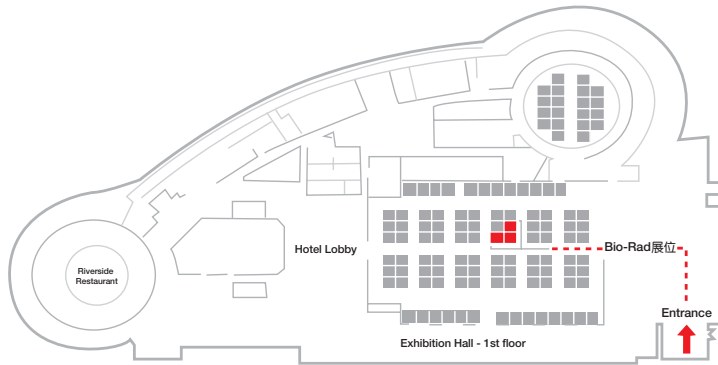 Hotel Lobby
Bio-Rad展位
Riverside
Restaurant
Entrance
Exhibition Hall - 1st floor